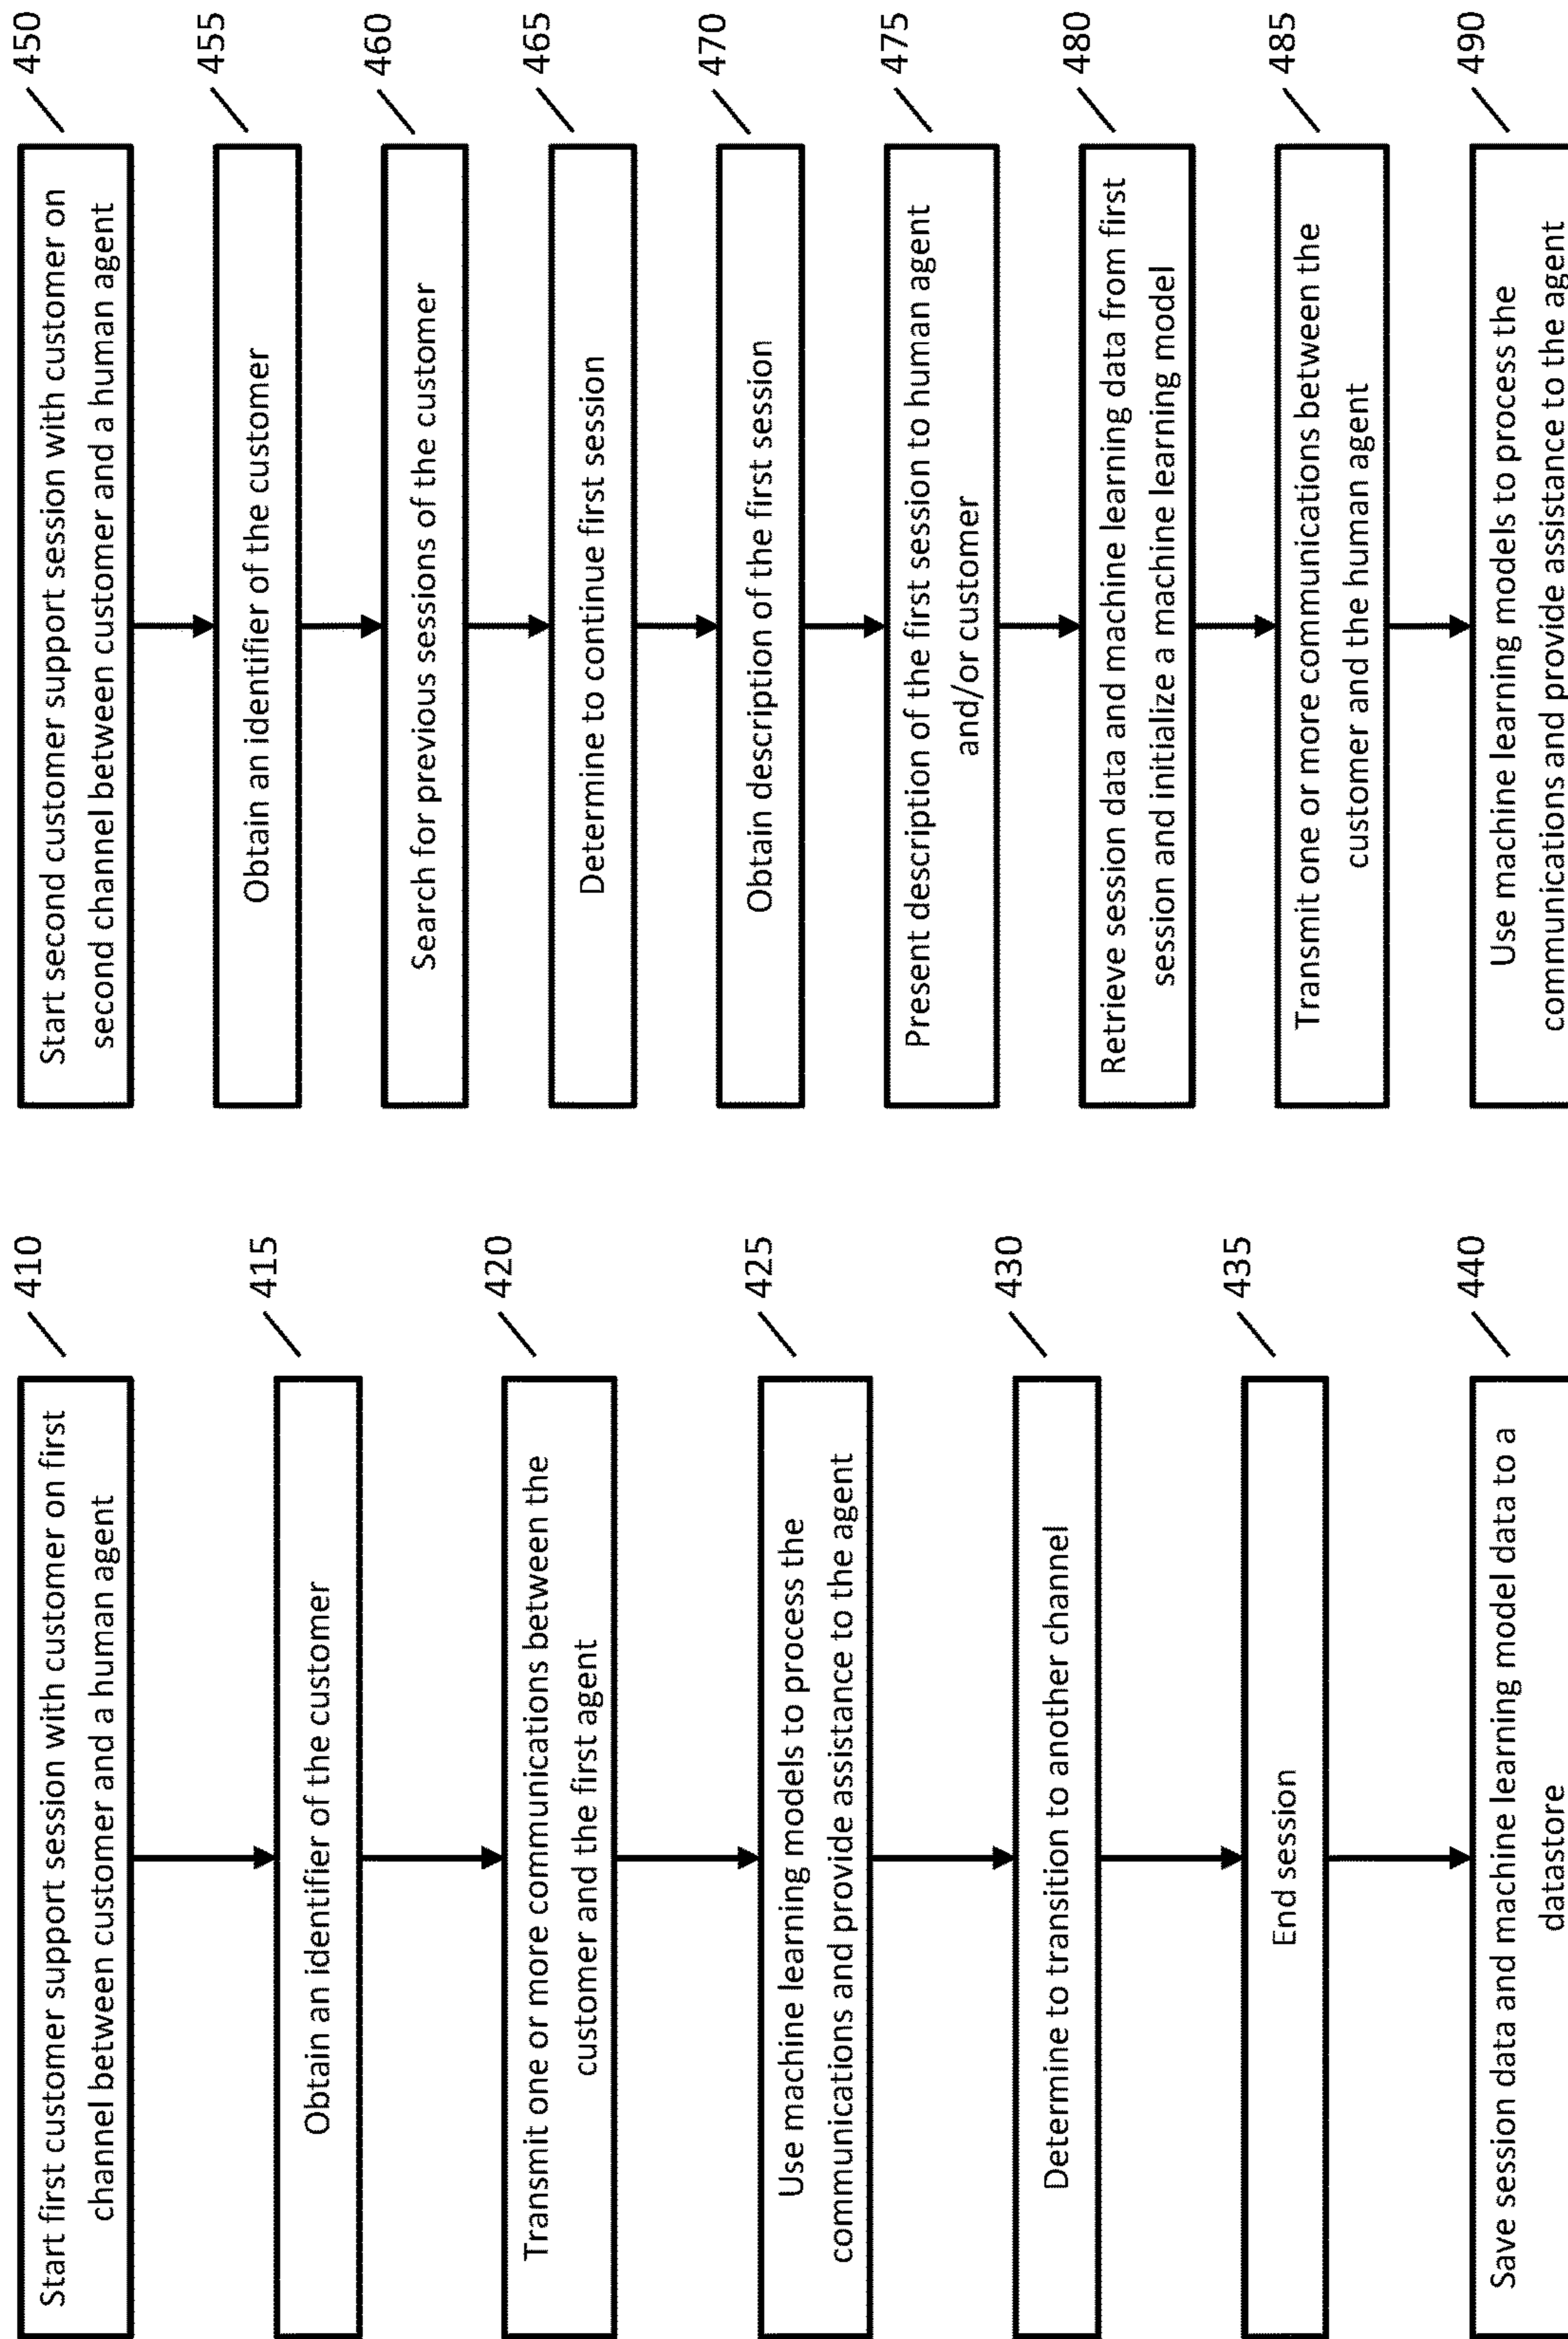 410
Start first customer support session with customer on first
channel between customer and a human agent
415
Obtain an identifier of the customer
420
Transmit one or more communications between the
customer and the first agent
425
Use machine learning models to process the
communications and provide assistance to the agent
430
Determine to transition to another channel
435
End session
440
Save session data and machine learning model data to a
datastore
450
Start second customer support session with customer on
second channel between customer and a human agent
455
Obtain an identifier of the customer
460
Search for previous sessions of the customer
465
Determine to continue first session
470
Obtain description of the first session
475
Present description of the first session to human agent
and/or customer
480
Retrieve session data and machine learning data from first
session and initialize a machine learning model
485
Transmit one or more communications between the
customer and the human agent
490
Use machine learning models to process the
communications and provide assistance to the agent